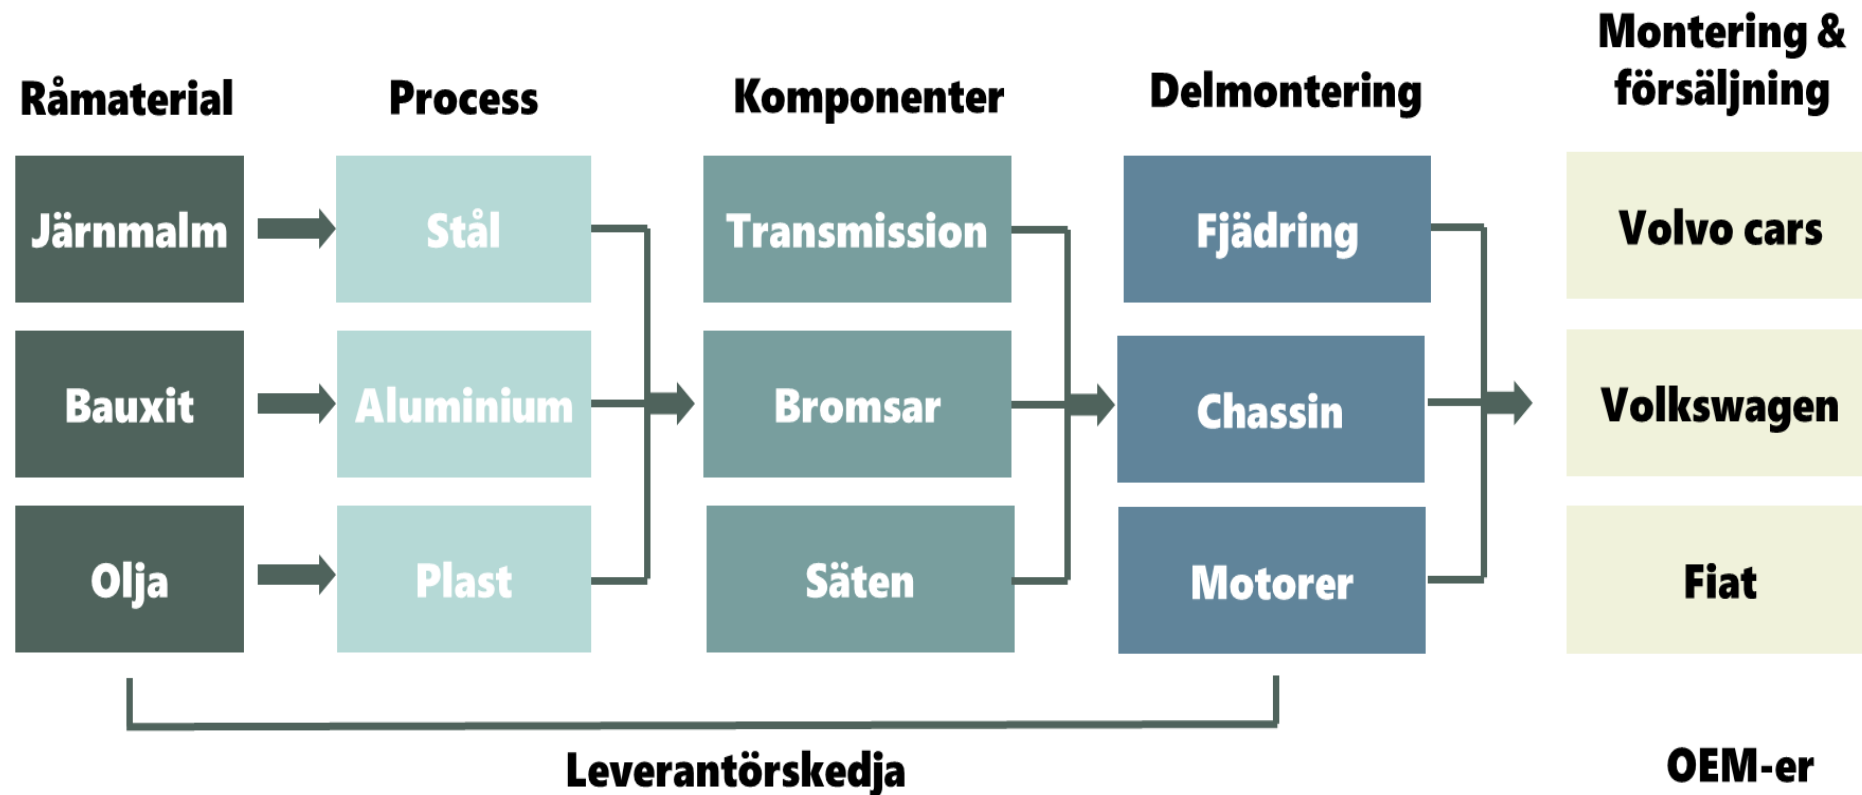 Råmaterial
Process
Komponenter
Delmontering
Montering &
försäljning
Järnmalm
Stål
Transmission
Fjädring
Volvo cars
Bauxit
Aluminium
Bromsar
Chassin
Volkswagen
Olja
Plast
Säten
Motorer
Fiat
Leverantörskedja
OEM-er